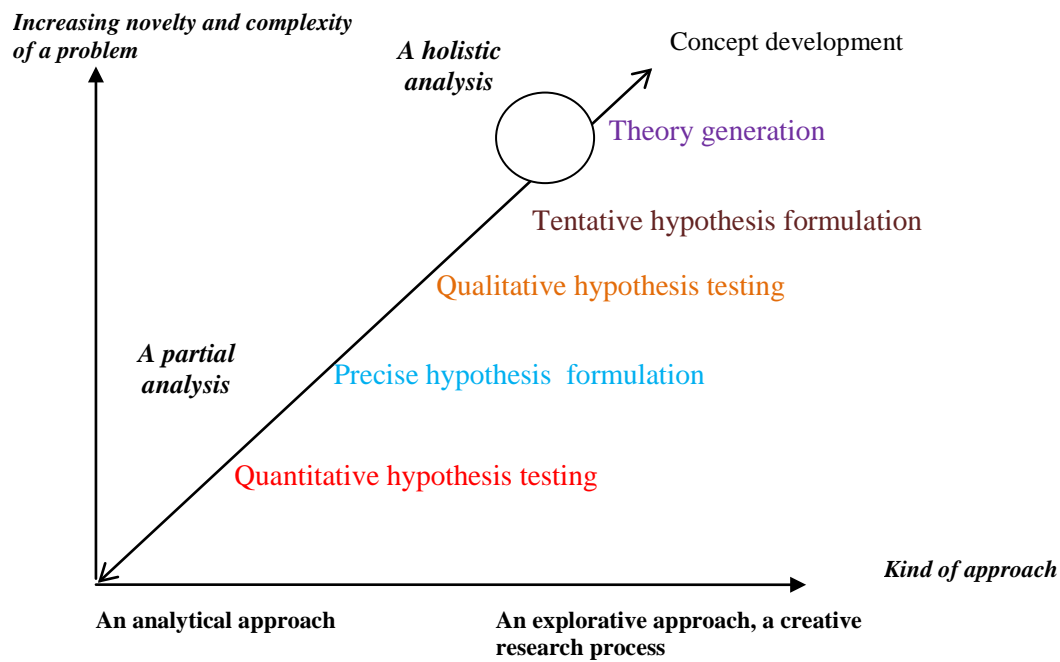 Increasing novelty and complexity
of a problem
A holistic
analysis
Concept development
Theory generation
Tentative hypothesis formulation
Qualitative hypothesis testing
A partial
analysis
Precise hypothesis  formulation
Quantitative hypothesis testing
Kind of approach
An analytical approach
An explorative approach, a creative
research process